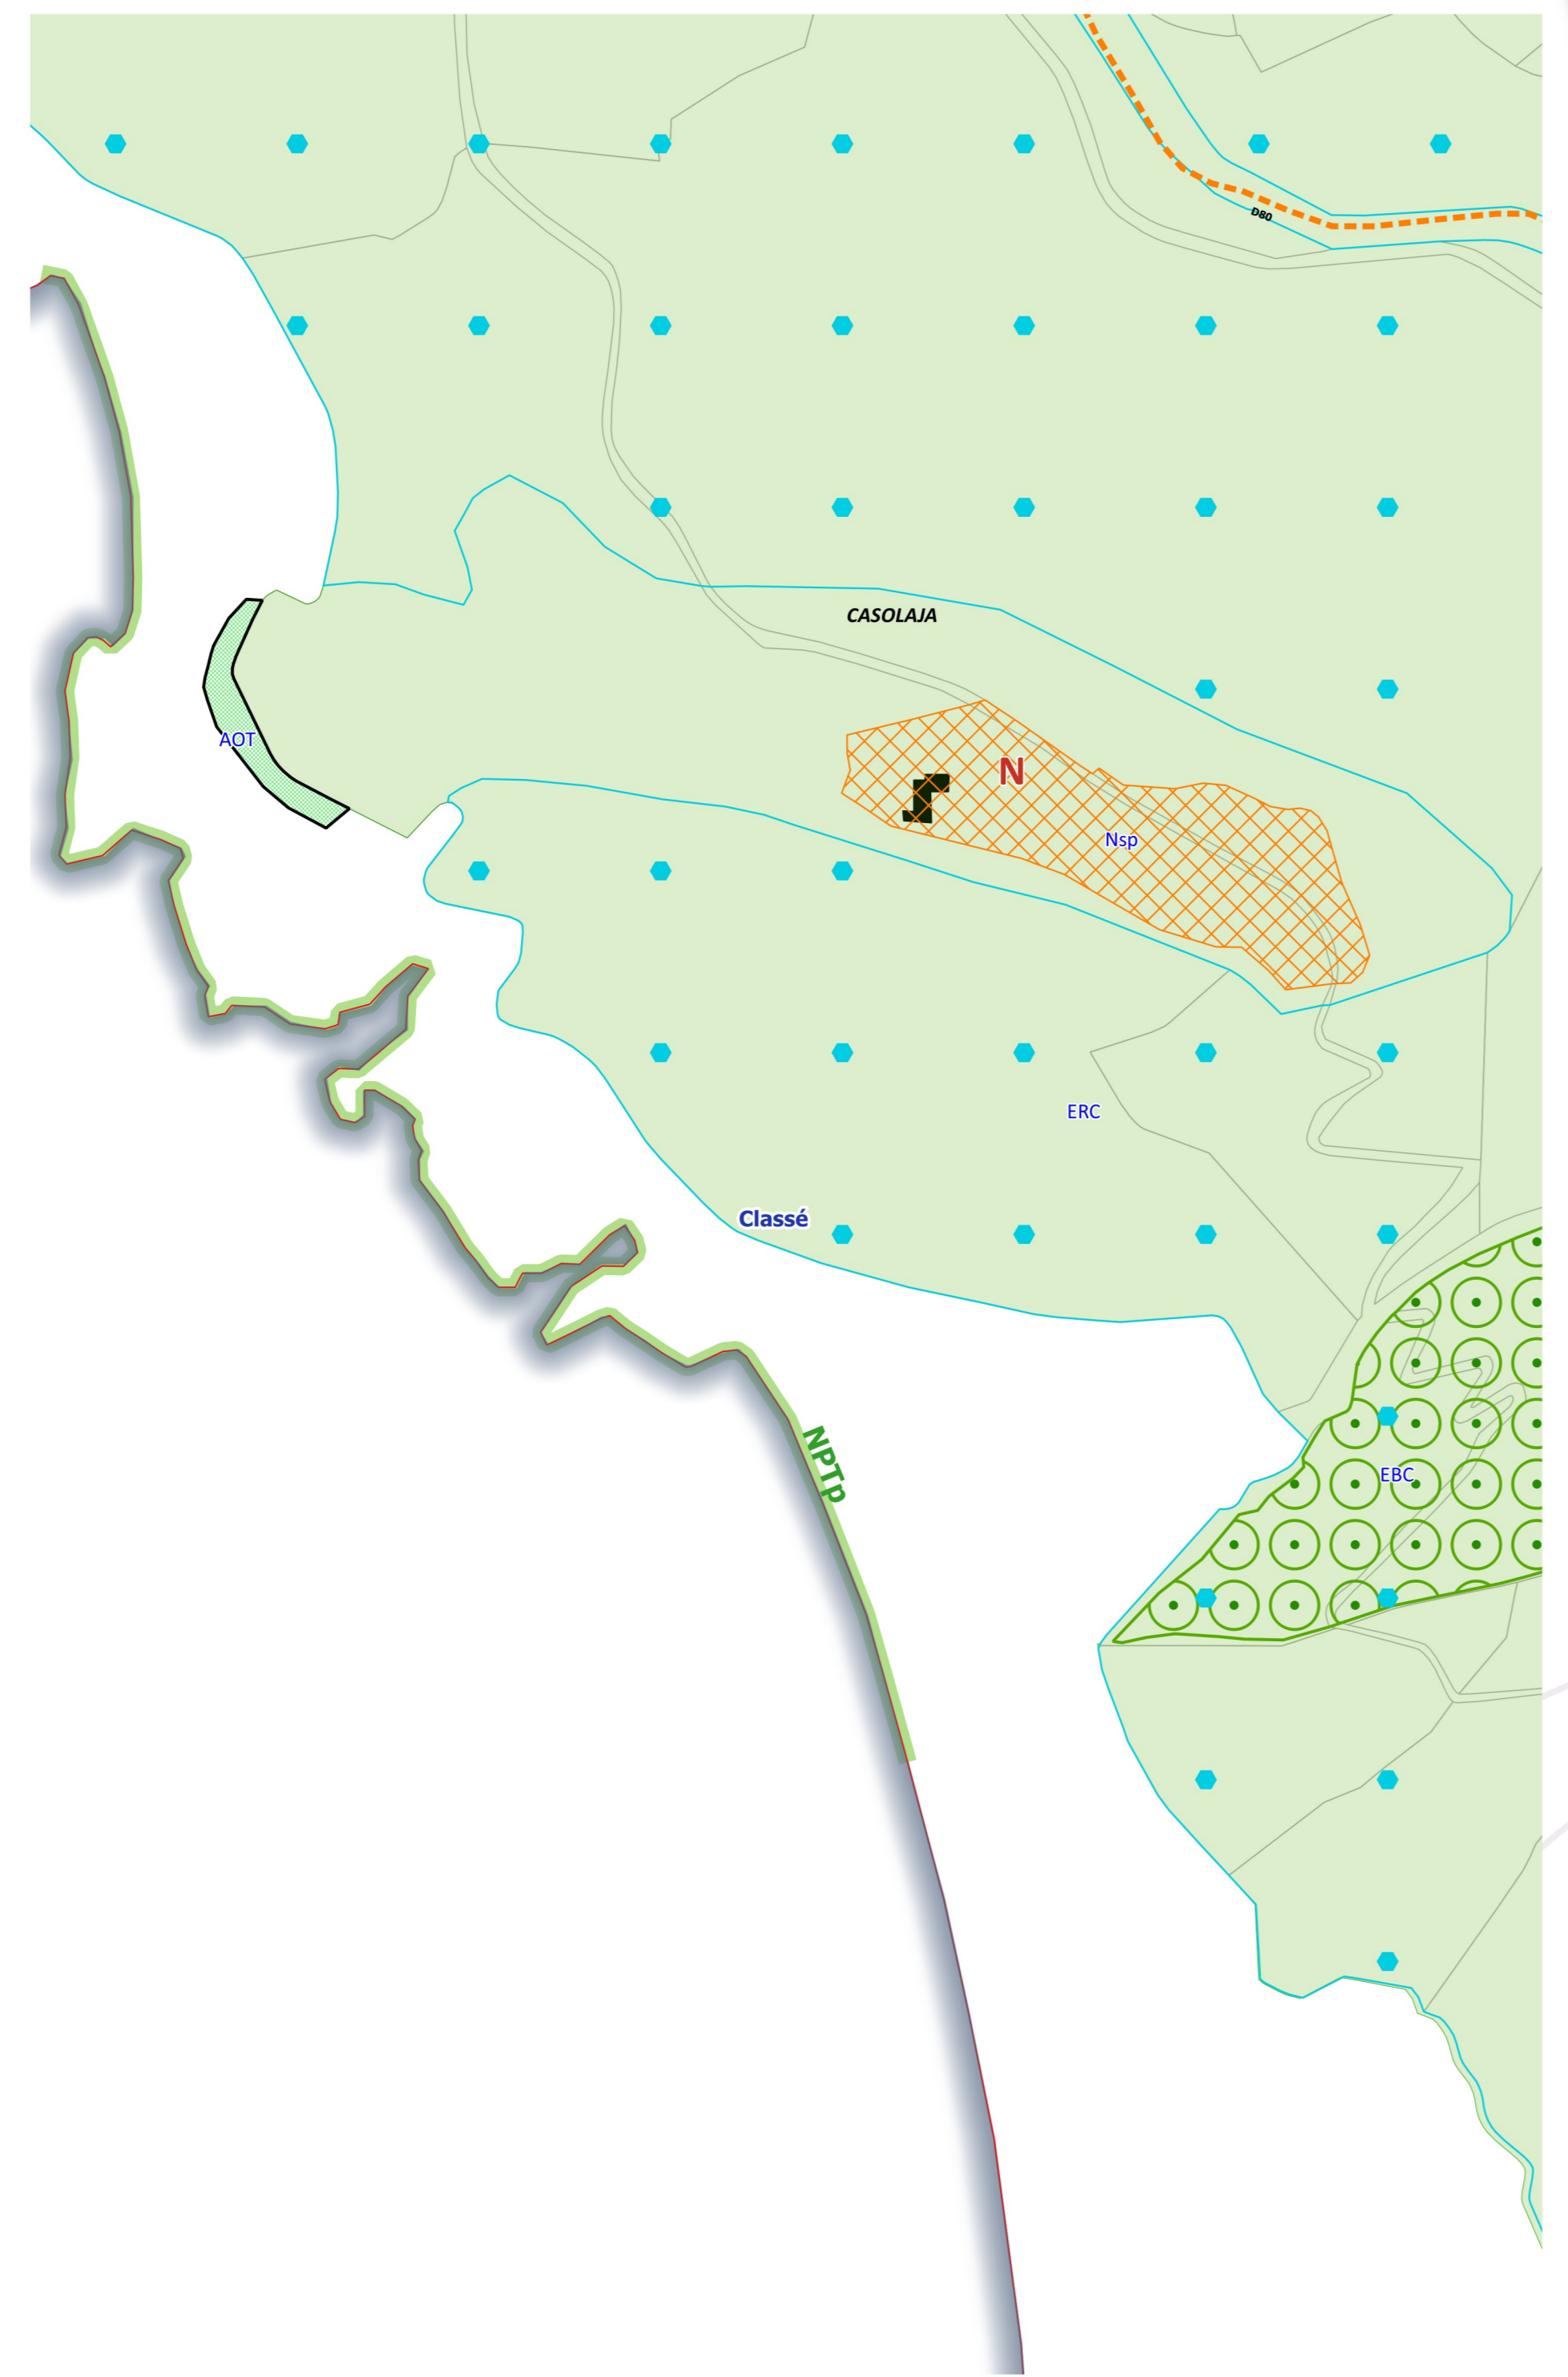 D80
CASOLAJA
AOT
N
Nsp
ERC
Classé
NPTp
EBC